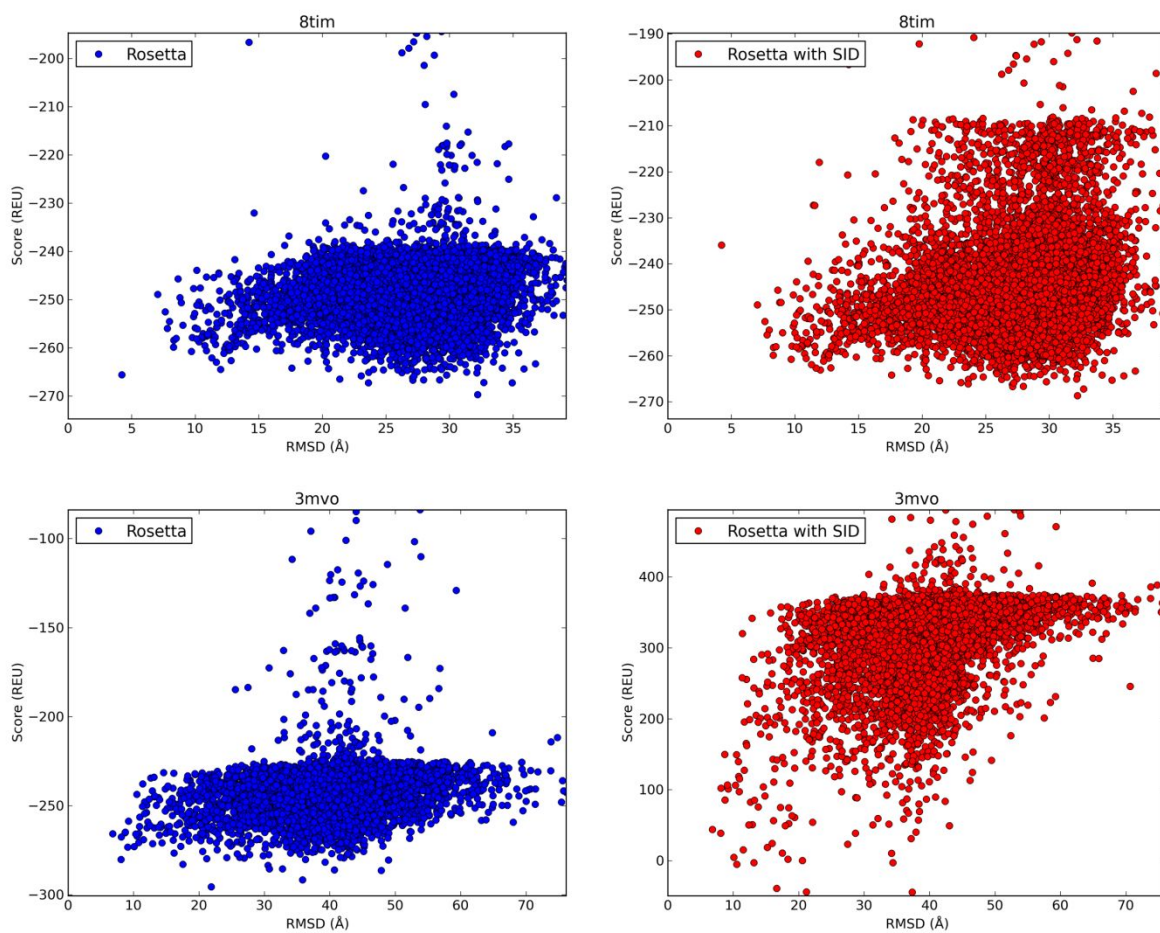 8tim
Rosetta
Score (REU)
−200
−210
−220
−230
−240
−250
−260
−270
0 5 10 15 20 25 30 35
RMSD (Å)
8tim
Rosetta with SID
Score (REU)
−190
−200
−210
−220
−230
−240
−250
−260
−270
0 5 10 15 20 25 30 35
RMSD (Å)
3mvo
Rosetta
Score (REU)
−100
−150
−200
−250
−300
0 10 20 30 40 50 60 70
RMSD (Å)
3mvo
Rosetta with SID
Score (REU)
400
300
200
100
0
0 10 20 30 40 50 60 70
RMSD (Å)